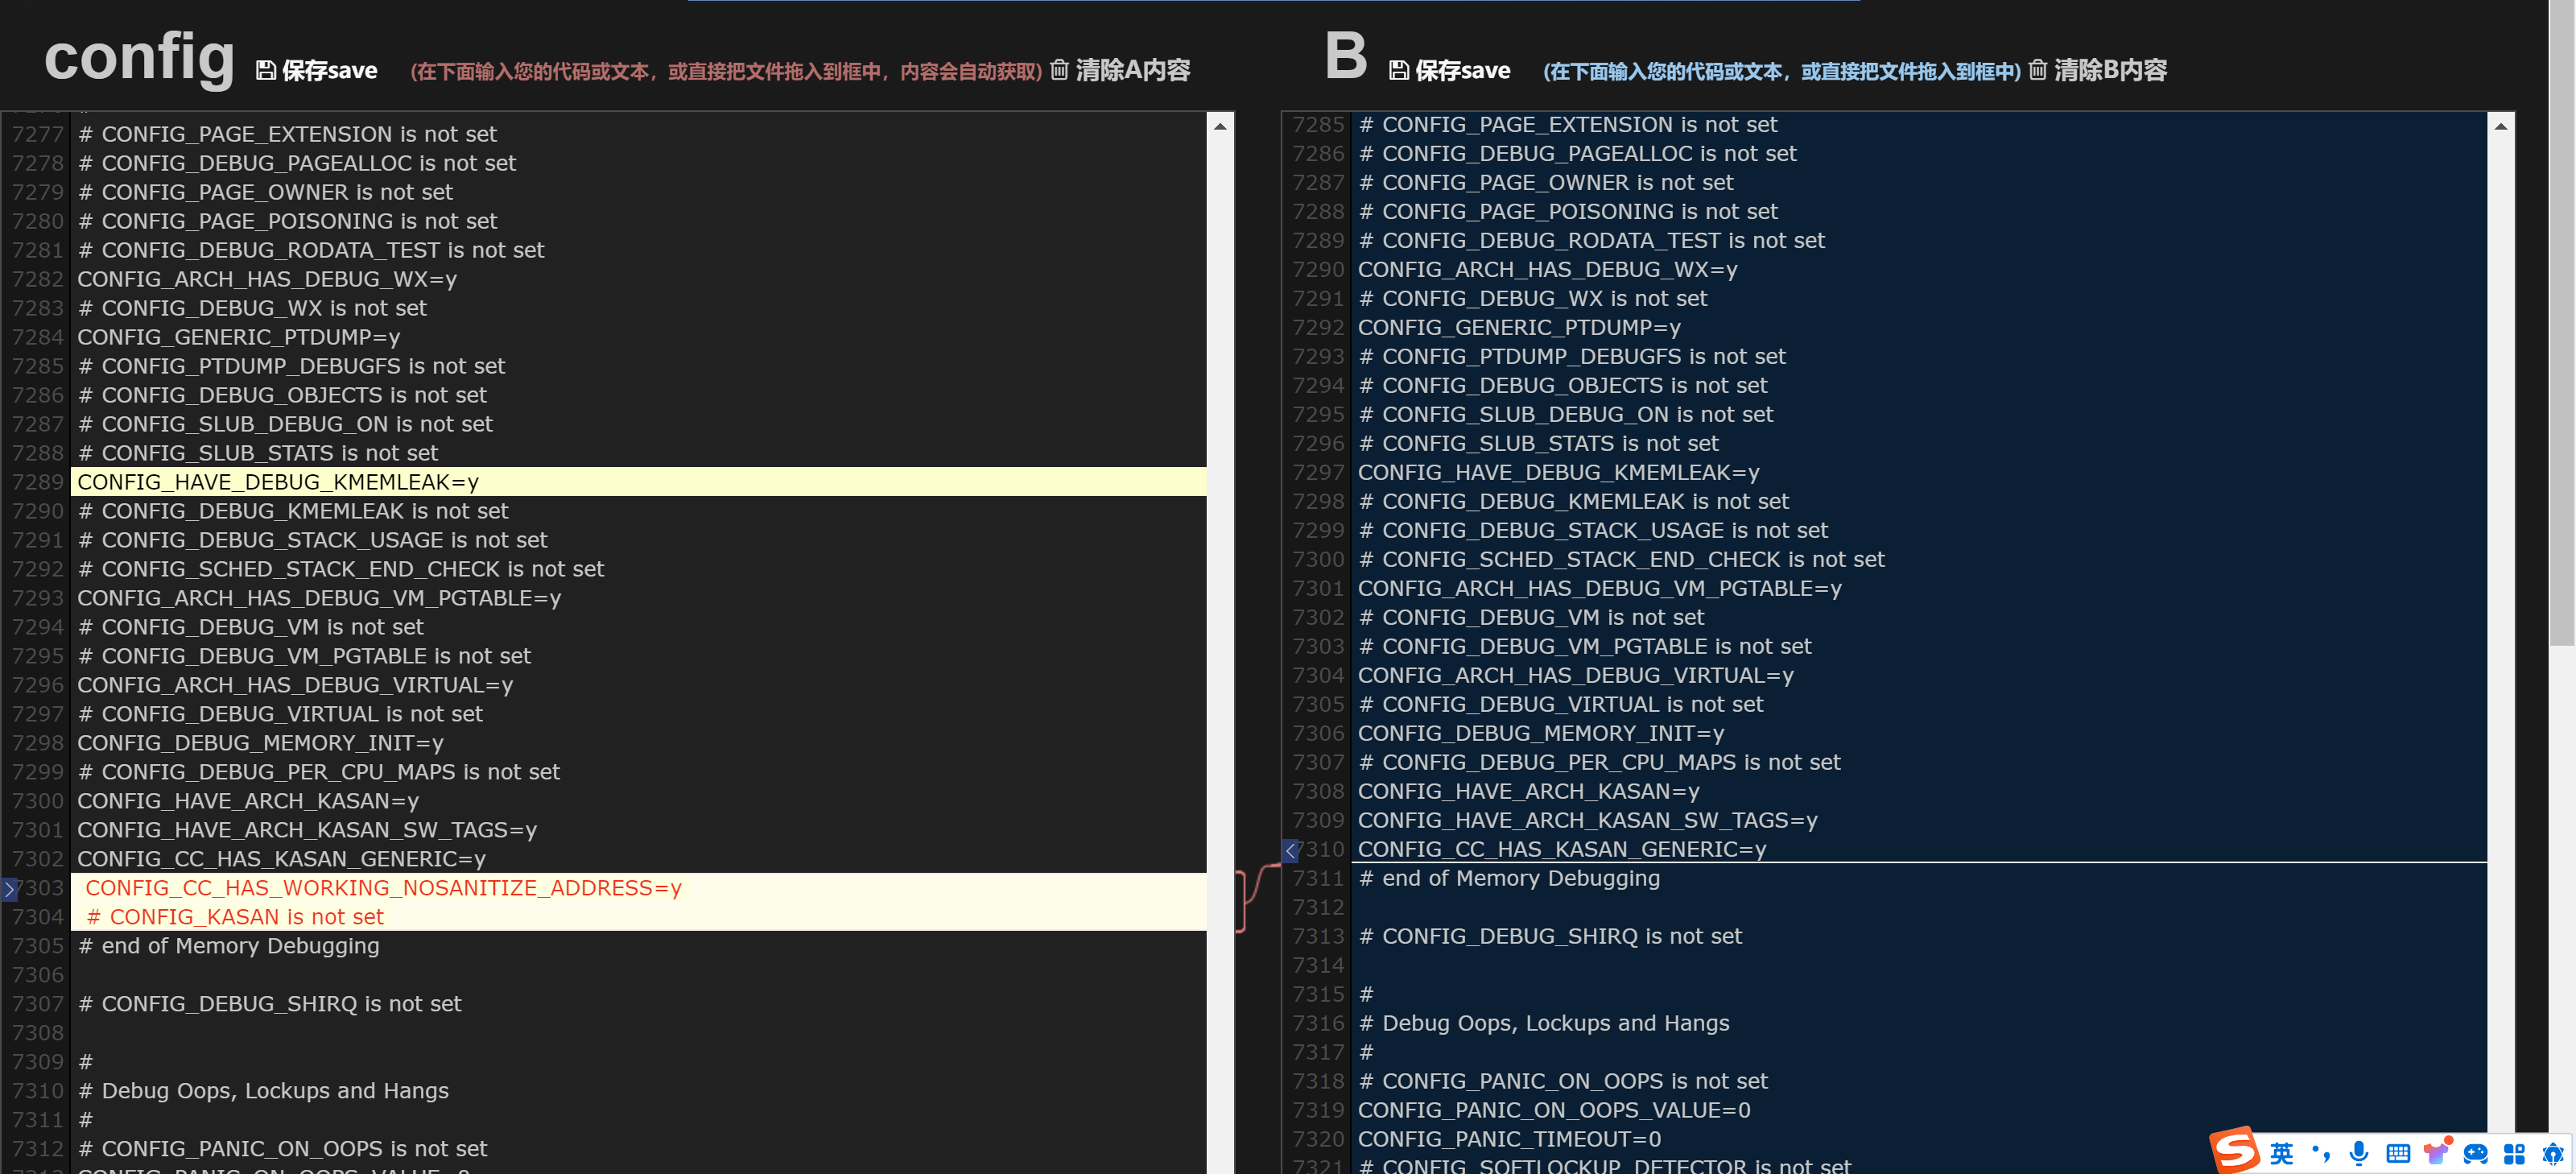 config 保存save (在下面输入您的代码或文本，或直接把文件拖入到框中，内容会自动获取) 清除A内容
7277 # CONFIG_PAGE_EXTENSION is not set
7278 # CONFIG_DEBUG_PAGEALLOC is not set
7279 # CONFIG_PAGE_OWNER is not set
7280 # CONFIG_PAGE_POISONING is not set
7281 # CONFIG_DEBUG_RODATA_TEST is not set
7282 CONFIG_ARCH_HAS_DEBUG_WX=y
7283 # CONFIG_DEBUG_WX is not set
7284 CONFIG_GENERIC_PTDUMP=y
7285 # CONFIG_PTDUMP_DEBUGFS is not set
7286 # CONFIG_DEBUG_OBJECTS is not set
7287 # CONFIG_SLUB_DEBUG_ON is not set
7288 # CONFIG_SLUB_STATS is not set
7289 CONFIG_HAVE_DEBUG_KMEMLEAK=y
7290 # CONFIG_DEBUG_KMEMLEAK is not set
7291 # CONFIG_DEBUG_STACK_USAGE is not set
7292 # CONFIG_SCHED_STACK_END_CHECK is not set
7293 CONFIG_ARCH_HAS_DEBUG_VM_PGTABLE=y
7294 # CONFIG_DEBUG_VM is not set
7295 # CONFIG_DEBUG_VM_PGTABLE is not set
7296 CONFIG_ARCH_HAS_DEBUG_VIRTUAL=y
7297 # CONFIG_DEBUG_VIRTUAL is not set
7298 CONFIG_DEBUG_MEMORY_INIT=y
7299 # CONFIG_DEBUG_PER_CPU_MAPS is not set
7300 CONFIG_HAVE_ARCH_KASAN=y
7301 CONFIG_HAVE_ARCH_KASAN_SW_TAGS=y
7302 CONFIG_CC_HAS_KASAN_GENERIC=y
7303 CONFIG_CC_HAS_WORKING_NOSANITIZE_ADDRESS=y
7304 # CONFIG_KASAN is not set
7305 # end of Memory Debugging
7306
7307 # CONFIG_DEBUG_SHIRQ is not set
7308
7309 #
7310 # Debug Oops, Lockups and Hangs
7311 #
7312 # CONFIG_PANIC_ON_OOPS is not set
B 保存save (在下面输入您的代码或文本，或直接把文件拖入到框中) 清除B内容
7285 # CONFIG_PAGE_EXTENSION is not set
7286 # CONFIG_DEBUG_PAGEALLOC is not set
7287 # CONFIG_PAGE_OWNER is not set
7288 # CONFIG_PAGE_POISONING is not set
7289 # CONFIG_DEBUG_RODATA_TEST is not set
7290 CONFIG_ARCH_HAS_DEBUG_WX=y
7291 # CONFIG_DEBUG_WX is not set
7292 CONFIG_GENERIC_PTDUMP=y
7293 # CONFIG_PTDUMP_DEBUGFS is not set
7294 # CONFIG_DEBUG_OBJECTS is not set
7295 # CONFIG_SLUB_DEBUG_ON is not set
7296 # CONFIG_SLUB_STATS is not set
7297 CONFIG_HAVE_DEBUG_KMEMLEAK=y
7298 # CONFIG_DEBUG_KMEMLEAK is not set
7299 # CONFIG_DEBUG_STACK_USAGE is not set
7300 # CONFIG_SCHED_STACK_END_CHECK is not set
7301 CONFIG_ARCH_HAS_DEBUG_VM_PGTABLE=y
7302 # CONFIG_DEBUG_VM is not set
7303 # CONFIG_DEBUG_VM_PGTABLE is not set
7304 CONFIG_ARCH_HAS_DEBUG_VIRTUAL=y
7305 # CONFIG_DEBUG_VIRTUAL is not set
7306 CONFIG_DEBUG_MEMORY_INIT=y
7307 # CONFIG_DEBUG_PER_CPU_MAPS is not set
7308 CONFIG_HAVE_ARCH_KASAN=y
7309 CONFIG_HAVE_ARCH_KASAN_SW_TAGS=y
7310 CONFIG_CC_HAS_KASAN_GENERIC=y
7311 # end of Memory Debugging
7312
7313 # CONFIG_DEBUG_SHIRQ is not set
7314
7315 #
7316 # Debug Oops, Lockups and Hangs
7317 #
7318 # CONFIG_PANIC_ON_OOPS is not set
7319 CONFIG_PANIC_ON_OOPS_VALUE=0
7320 CONFIG_PANIC_TIMEOUT=0
7321 # CONFIG_SOFTLOCKUP_DETECTOR is not set
英